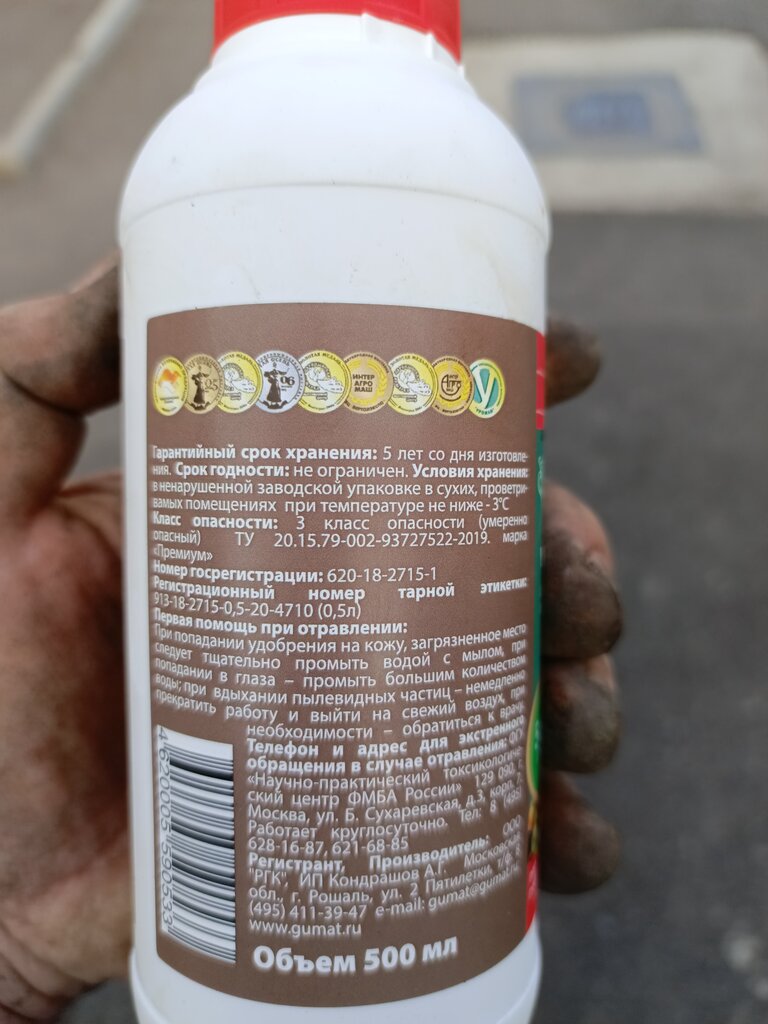 ИНТЕР
АГРО
МАШ
Гарантийный срок хранения: 5 лет со дня изготовле-
ния. Срок годности: не ограничен. Условия хранения:
в ненарушенной заводской упаковке в сухих, проветри-
ваемых помещениях при температуре не ниже - 3°С
Класс опасности: 3 класс опасности (умеренно
опасный) ТУ 20.15.79-002-93727522-2019. марка
«Премиум»
Номер госрегистрации: 620-18-2715-1
Регистрационный номер тарной этикетки:
913-18-2715-0,5-20-4710 (0,5л)
Первая помощь при отравлении:
При попадании удобрения на кожу, загрязненное место
следует тщательно промыть водой с мылом, при
попадании в глаза – промыть большим количеством
воды; при вдыхании пылевидных частиц – немедленно
прекратить работу и выйти на свежий воздух, при
необходимости – обратиться к врачу.
Телефон и адрес для экстренного
обращения в случае отравления:
«Научно-практический токсикологиче-
ский центр ФМБА России» 129 090, г.
Москва, ул. Б. Сухаревская, д.3, корп.
Работает круглосуточно. Тел: 8 (495)
628-16-87, 621-68-85
Регистрант, Производитель: ООО
"РГК", ИП Кондрашов А.Г. Московская
обл., г. Рошаль, ул. 2 Пятилетки, т/ф: 8
(495) 411-39-47 e-mail: gumat@gumat.ru,
www.gumat.ru
Объем 500 мл
4620005590533